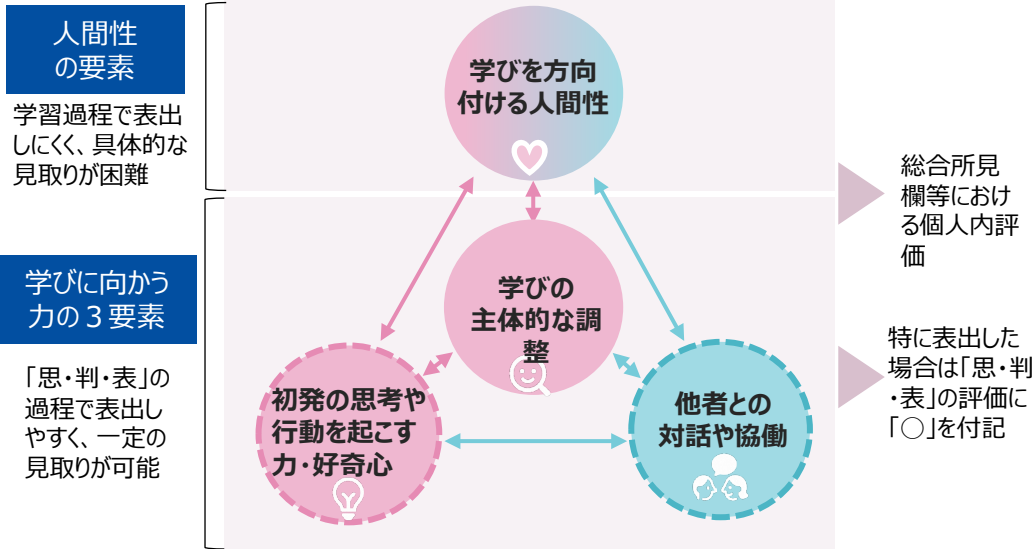 人間性
の要素
学習過程で表出
しにくく、具体的な
見取りが困難
学びを方向
付ける人間性
総合所見
欄等におけ
る個人内評
価
学びに向かう
力の3要素
「思・判・表」の
過程で表出し
やすく、一定の
見取りが可能
学びの
主体的な調
整
初発の思考や
行動を起こす
力・好奇心
他者との
対話や協働
特に表出した
場合は「思・判
・表」の評価に
「○」を付記